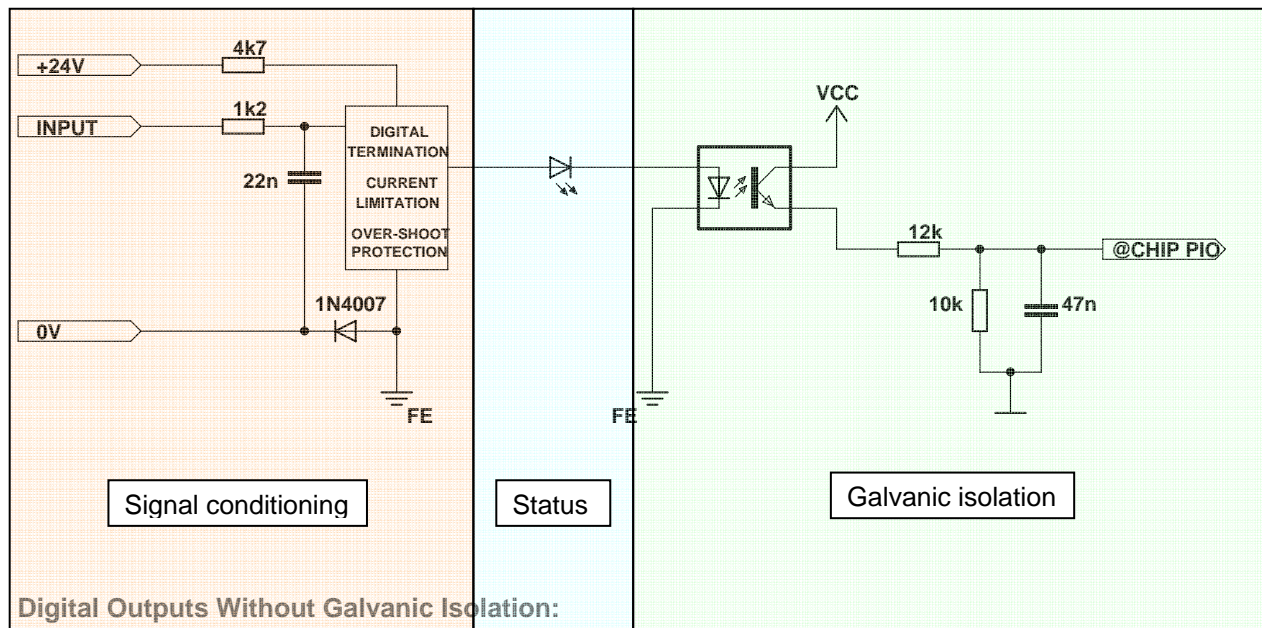 4k7
+24V
VCC
1k2
INPUT
DIGITAL
TERMINATION
22n
CURRENT
LIMITATION
OVER-SHOOT
PROTECTION
12k
@CHIP PIO
1N4007
10k
47n
0V
FE
FE
Signal conditioning
Status
Galvanic isolation
Digital Outputs Without Galvanic Isolation: